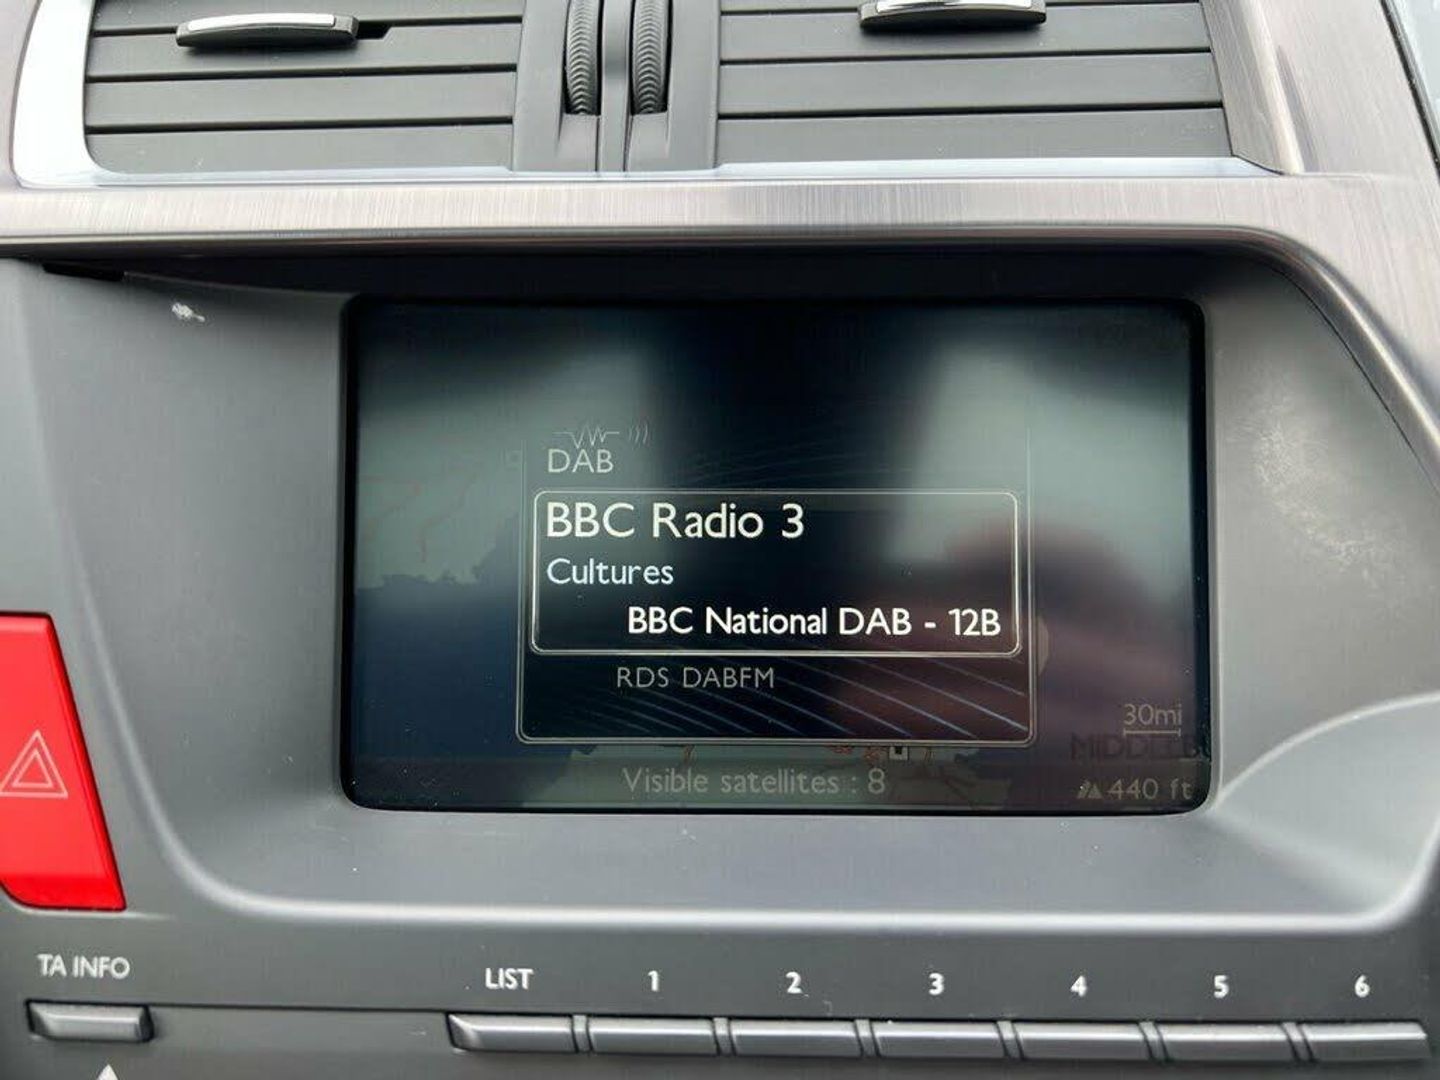 DAB
BBC Radio 3
Cultures
BBC National DAB - 12B
RDS DABFM
30mi
Visible satellites : 8
440 ft
TA INFO
LIST
1
2
3
4
5
6